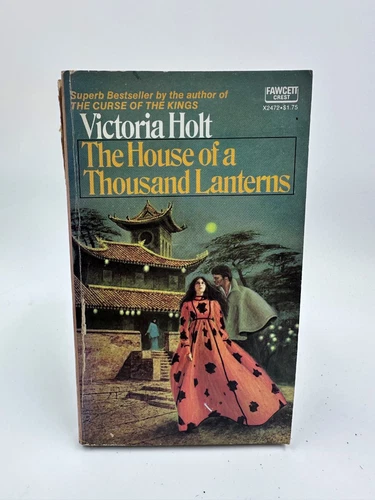 Superb Bestseller by the author of
THE CURSE OF THE KINGS
FAWCETT
CREST
X2472•$1.75
Victoria Holt
The House of a
Thousand Lanterns